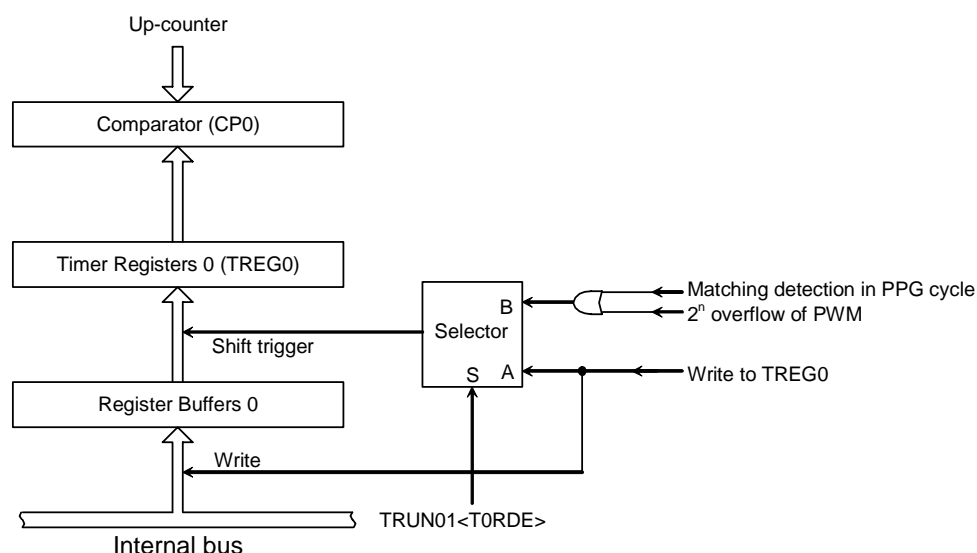 Up-counter
Comparator (CP0)
Timer Registers 0 (TREG0)
Matching detection in PPG cycle
B
2ⁿ overflow of PWM
Selector
Shift trigger
S
A
Write to TREG0
Register Buffers 0
Write
TRUN01<T0RDE>
Internal bus